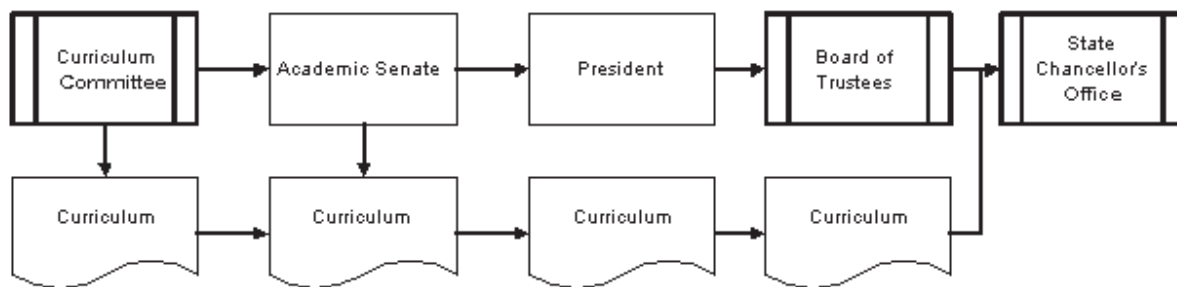 Curriculum
Committee
Academic Senate
President
Board of
Trustees
State
Chancellor's
Office
Curriculum
Curriculum
Curriculum
Curriculum